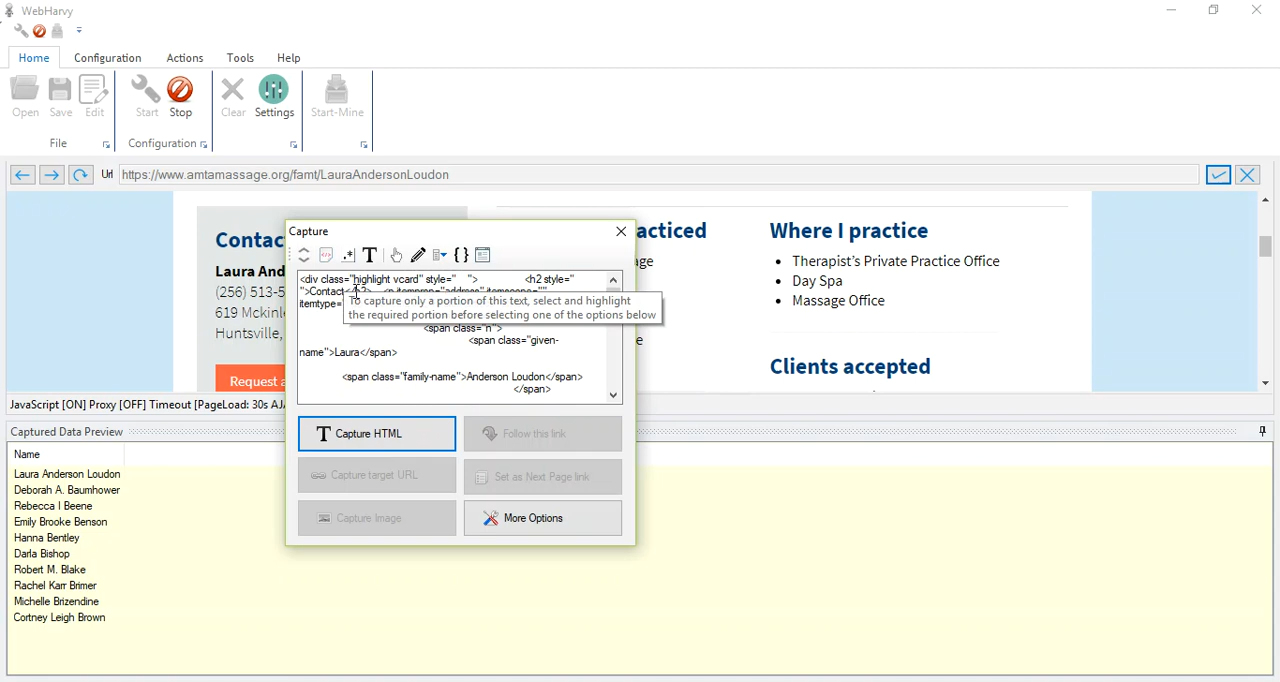 WebHarvy
Home Configuration Actions Tools Help
Open Save Edit Start Stop Clear Settings Start-Mine
File Configuration
Url https://www.amtamassage.org/famt/LauraAndersonLoudon
Contac
Laura And
(256) 513-5
619 Mckinl
Huntsville,
Request a
acticed
ge
e
Where I practice
• Therapist's Private Practice Office
• Day Spa
• Massage Office
Clients accepted
Capture
<div class="highlight vcard" style=" "> <h2 style="
">Contact</h2> <p itemprop="address" itemscope=""
itemtype="
To capture only a portion of this text, select and highlight
the required portion before selecting one of the options below
<span class="n">
<span class="given-
name">Laura</span>
<span class="family-name">Anderson Loudon</span>
</span>
Capture HTML Follow this link
Capture target URL Set as Next Page link
Capture Image More Options
JavaScript [ON] Proxy [OFF] Timeout [PageLoad: 30s AJA
Captured Data Preview
Name
Laura Anderson Loudon
Deborah A. Baumhower
Rebecca I Beene
Emily Brooke Benson
Hanna Bentley
Darla Bishop
Robert M. Blake
Rachel Karr Brimer
Michelle Brizendine
Cortney Leigh Brown